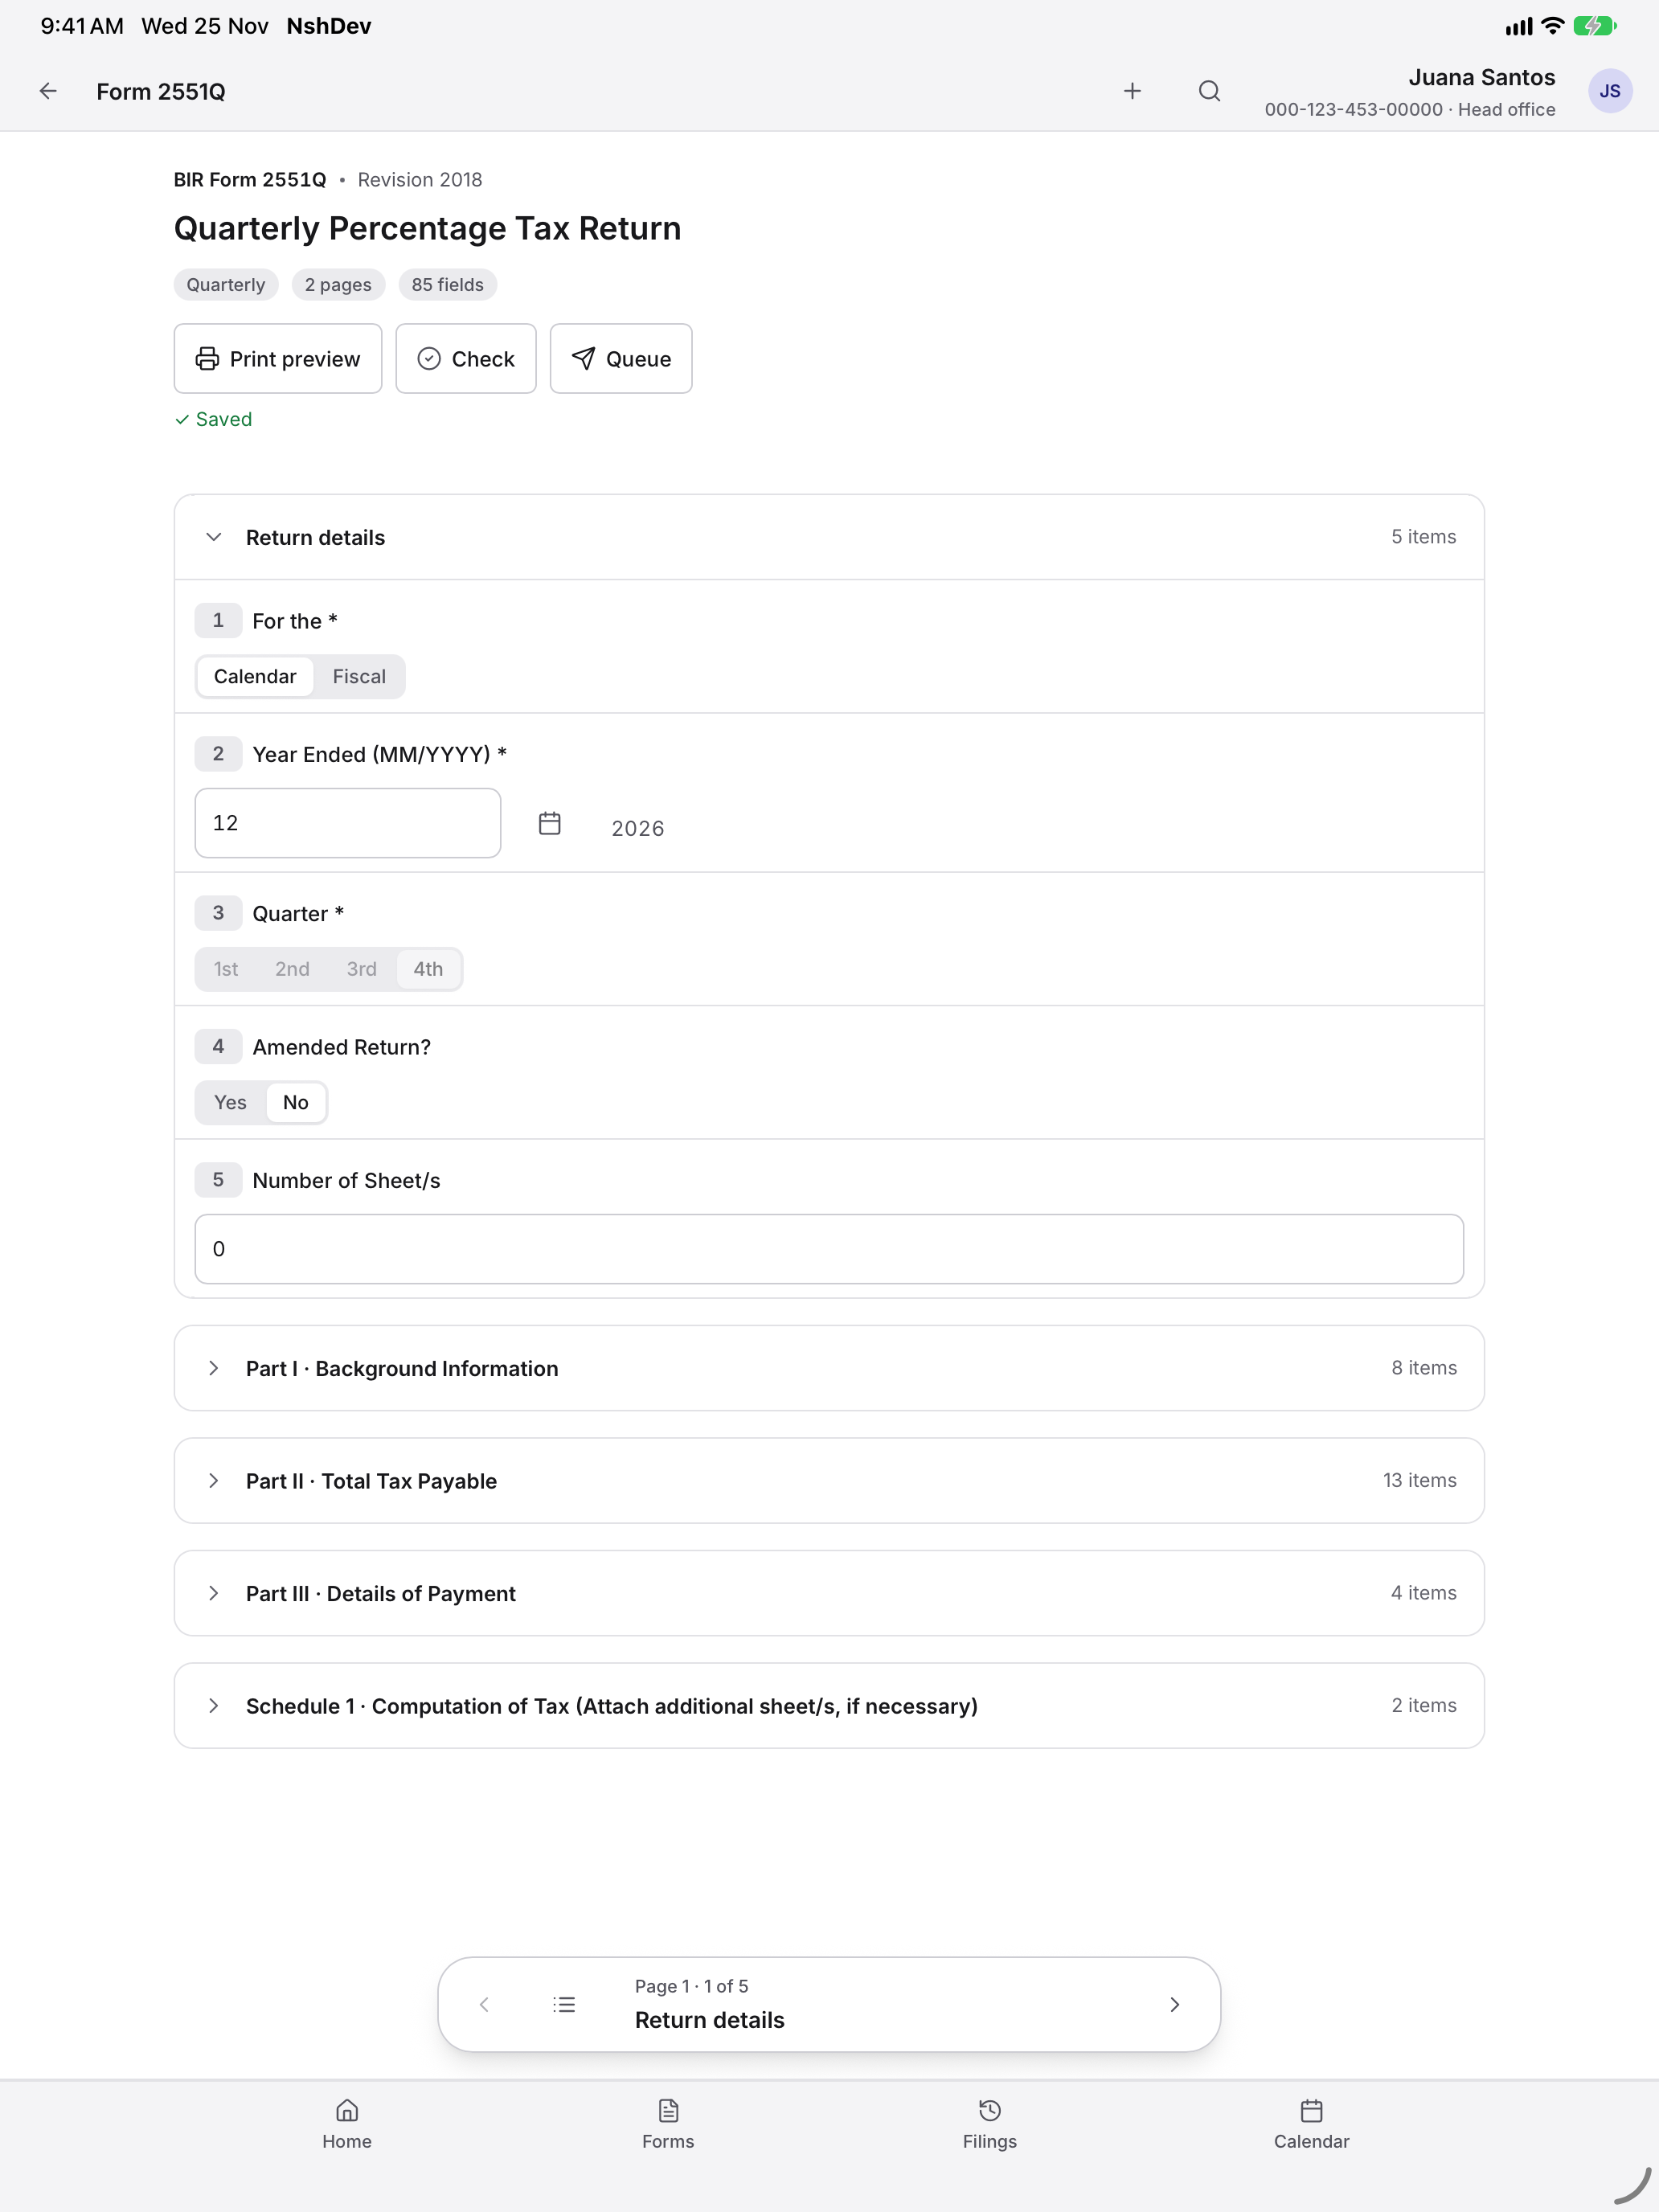 9:41 AM Wed 25 Nov NshDev
Form 2551Q
Juana Santos
000-123-453-00000 · Head office
JS
BIR Form 2551Q • Revision 2018
Quarterly Percentage Tax Return
Quarterly 2 pages 85 fields
Print preview Check Queue
Saved
Return details 5 items
1 For the *
Calendar Fiscal
2 Year Ended (MM/YYYY) *
12 2026
3 Quarter *
1st 2nd 3rd 4th
4 Amended Return?
Yes No
5 Number of Sheet/s
0
Part I · Background Information 8 items
Part II · Total Tax Payable 13 items
Part III · Details of Payment 4 items
Schedule 1 · Computation of Tax (Attach additional sheet/s, if necessary) 2 items
Page 1 · 1 of 5
Return details
Home Forms Filings Calendar